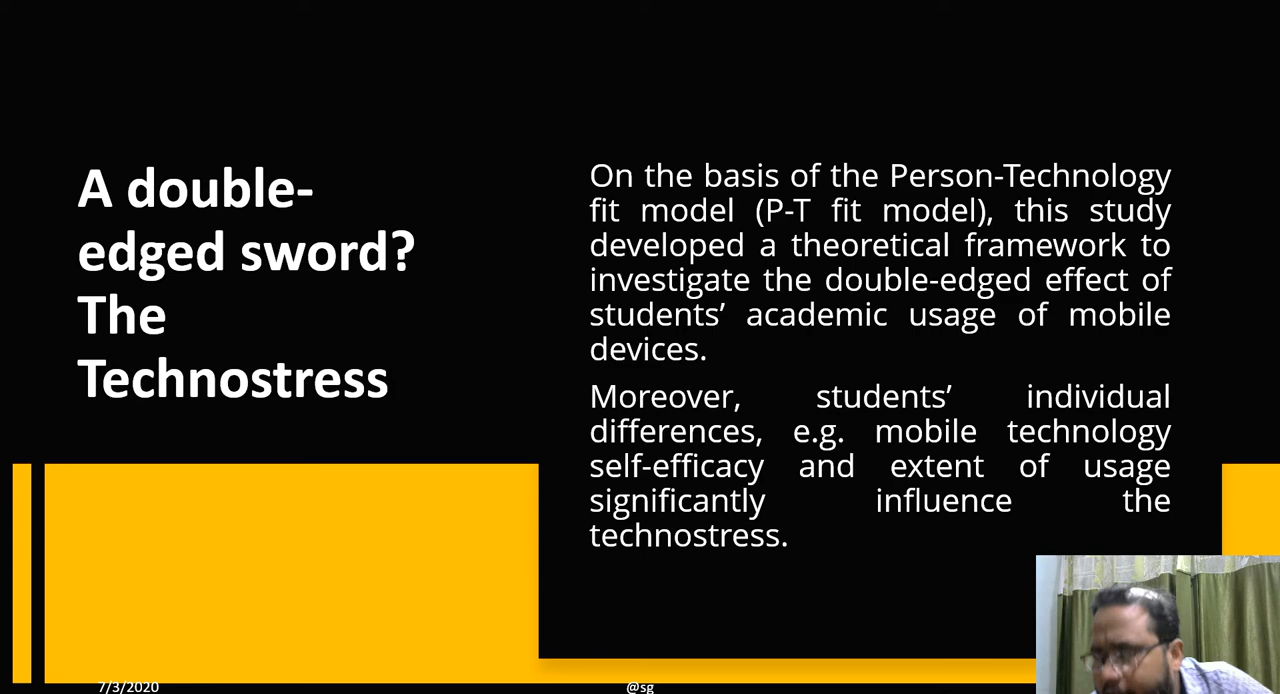 A double-
edged sword?
The
Technostress
On the basis of the Person-Technology
fit model (P-T fit model), this study
developed a theoretical framework to
investigate the double-edged effect of
students’ academic usage of mobile
devices.
Moreover, students’ individual
differences, e.g. mobile technology
self-efficacy and extent of usage
significantly influence the
technostress.
7/3/2020
@sg